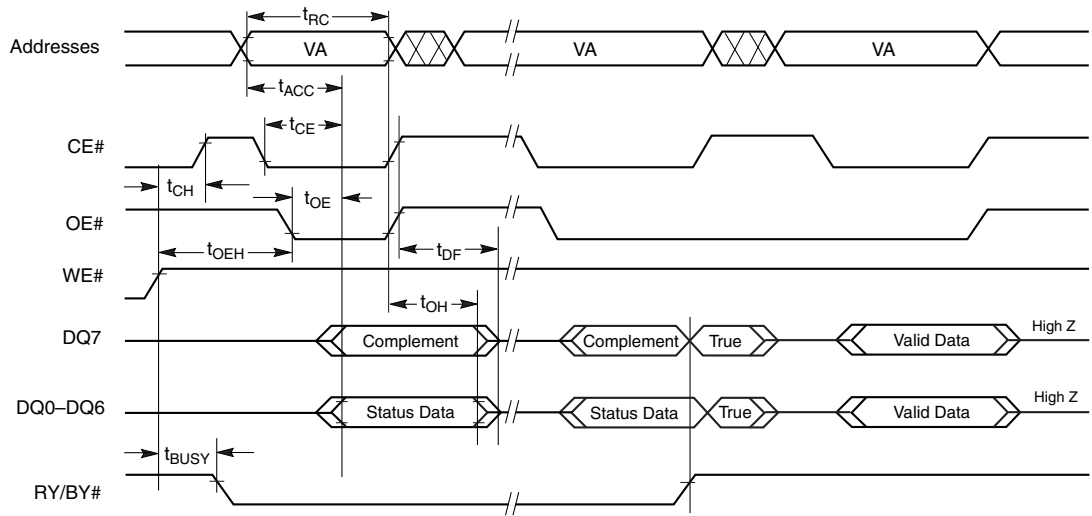 tRC
Addresses VA VA VA
tACC
tCE
CE#
tCH tOE
OE#
tOEH tDF
WE#
tOH
DQ7 Complement Complement True Valid Data High Z
DQ0–DQ6 Status Data Status Data True Valid Data High Z
tBUSY
RY/BY#